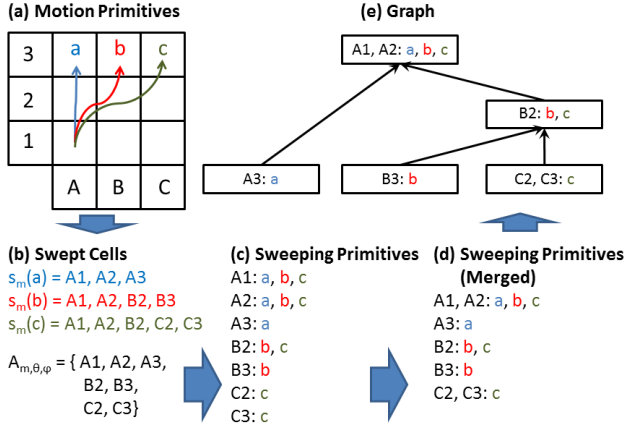 (a) Motion Primitives
3 a b c
2
1
A B C
(e) Graph
A1, A2: a, b, c
B2: b, c
A3: a
B3: b
C2, C3: c
(b) Swept Cells
sm(a) = A1, A2, A3
sm(b) = A1, A2, B2, B3
sm(c) = A1, A2, B2, C2, C3
Am,θ,φ = { A1, A2, A3,
B2, B3,
C2, C3}
(c) Sweeping Primitives
A1: a, b, c
A2: a, b, c
A3: a
B2: b, c
B3: b
C2: c
C3: c
(d) Sweeping Primitives
(Merged)
A1, A2: a, b, c
A3: a
B2: b, c
B3: b
C2, C3: c